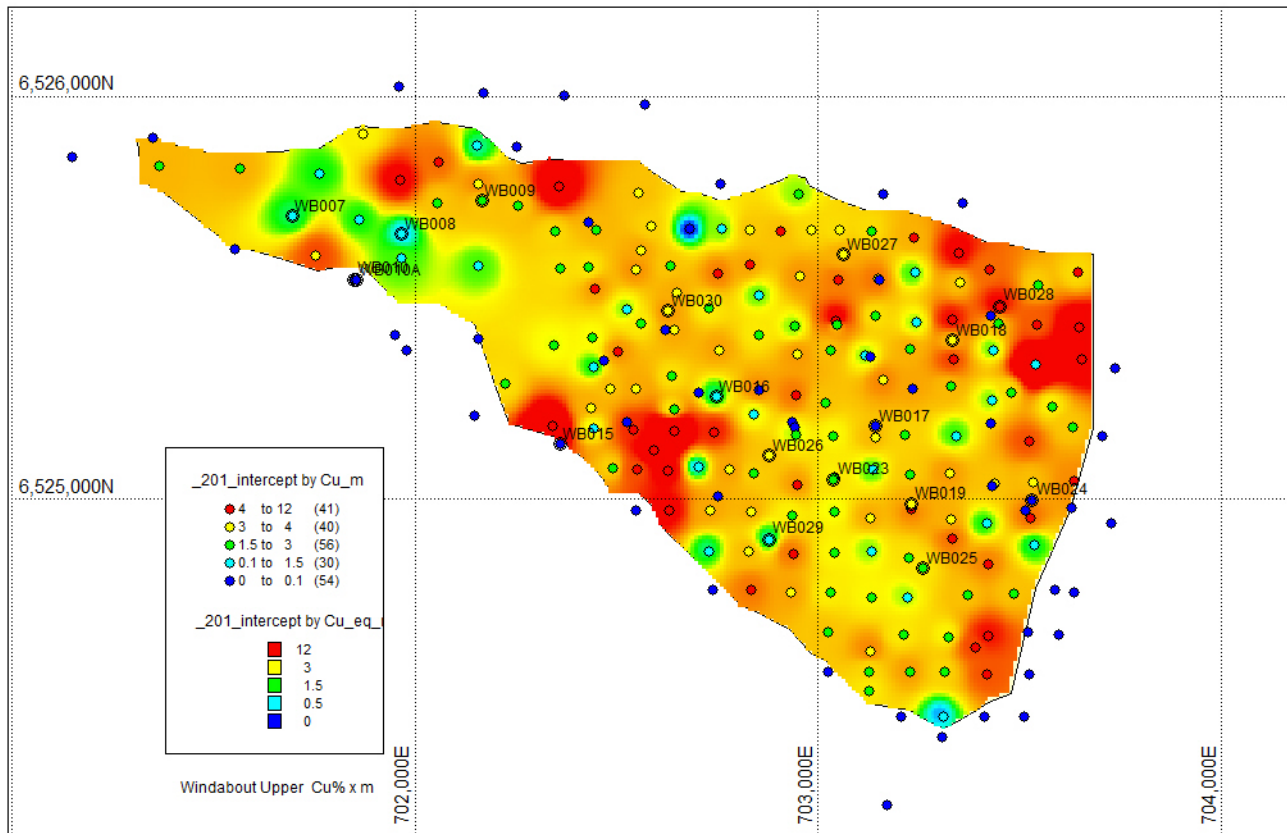 6,526,000N
WB009
WB007
WB008
WB027
WB010A
WB028
WB030
WB018
WB016
WB017
WB015
WB026
WB023
6,525,000N
WB019
WB024
WB029
WB025
_201_intercept by Cu_m
4 to 12 (41)
3 to 4 (40)
1.5 to 3 (56)
0.1 to 1.5 (30)
0 to 0.1 (54)
_201_intercept by Cu_eq_
12
3
1.5
0.5
0
Windabout Upper Cu% x m
702,000E
703,000E
704,000E